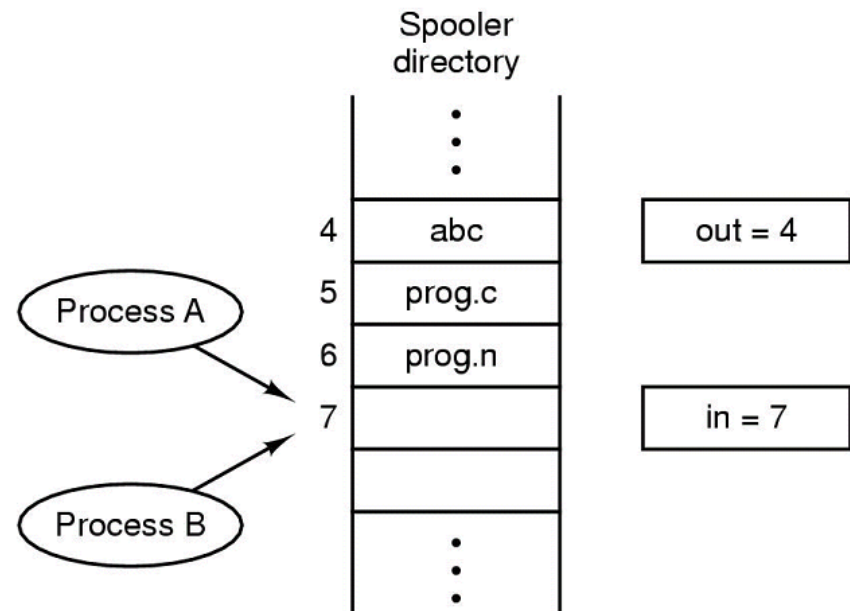 Spooler
directory
4
abc
out = 4
Process A
5
prog.c
6
prog.n
7
in = 7
Process B